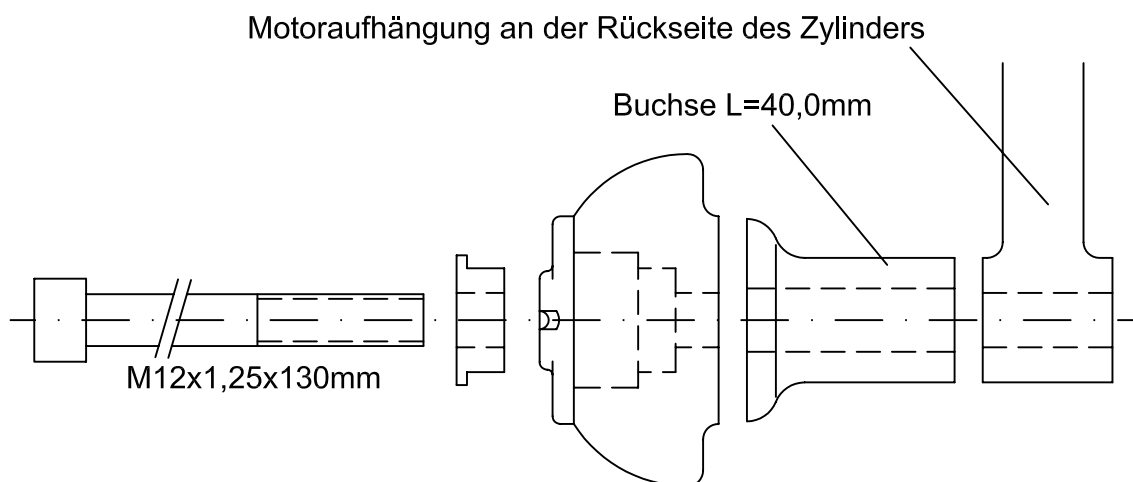 Motoraufhängung an der Rückseite des Zylinders
Buchse L=40,0mm
M12x1,25x130mm